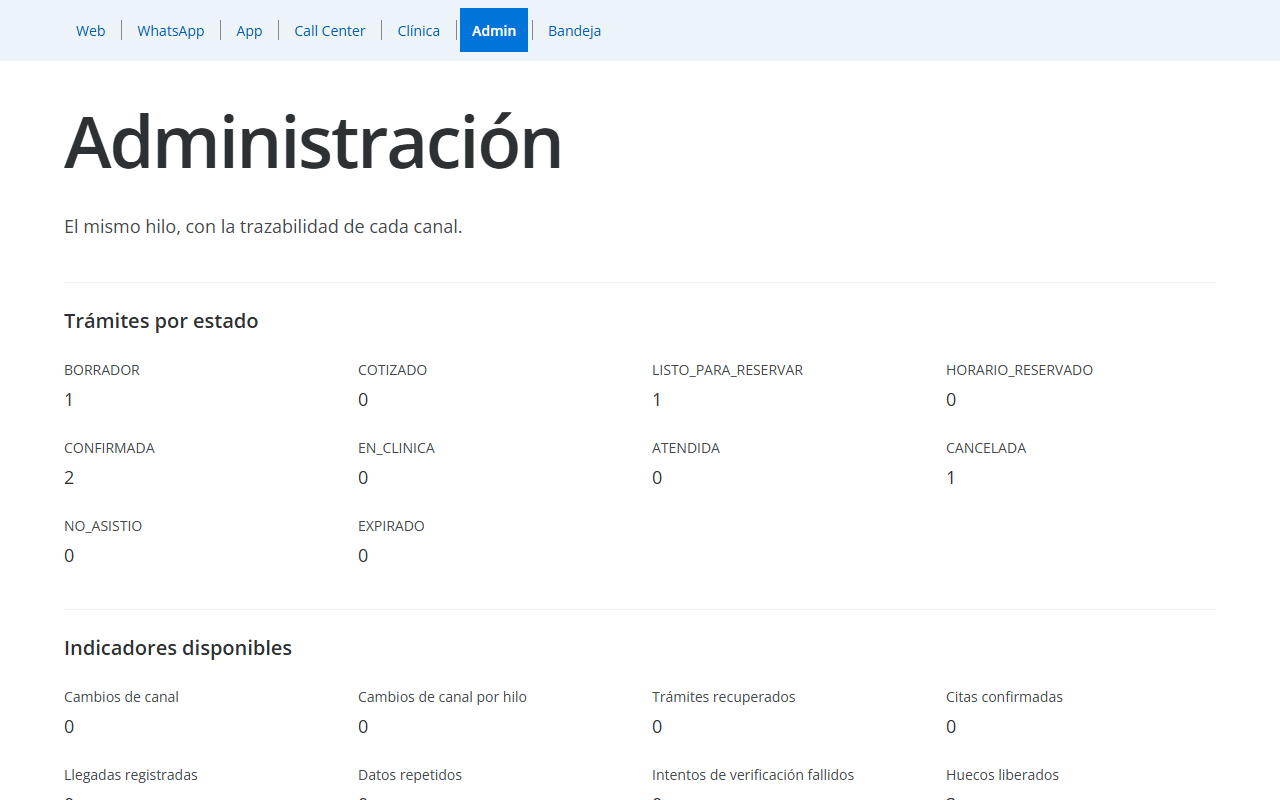 Web WhatsApp App Call Center Clínica Admin Bandeja
Administración
El mismo hilo, con la trazabilidad de cada canal.
Trámites por estado
BORRADOR COTIZADO LISTO_PARA_RESERVAR HORARIO_RESERVADO
1 0 1 0
CONFIRMADA EN_CLINICA ATENDIDA CANCELADA
2 0 0 1
NO_ASISTIO EXPIRADO
0 0
Indicadores disponibles
Cambios de canal Cambios de canal por hilo Trámites recuperados Citas confirmadas
0 0 0 0
Llegadas registradas Datos repetidos Intentos de verificación fallidos Huecos liberados